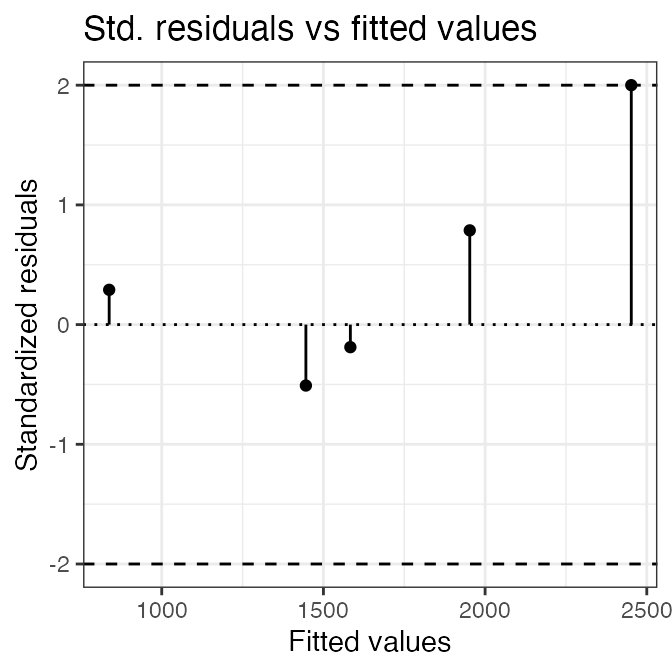 Std. residuals vs fitted values
Standardized residuals
2
1
0
-1
-2
1000 1500 2000 2500
Fitted values